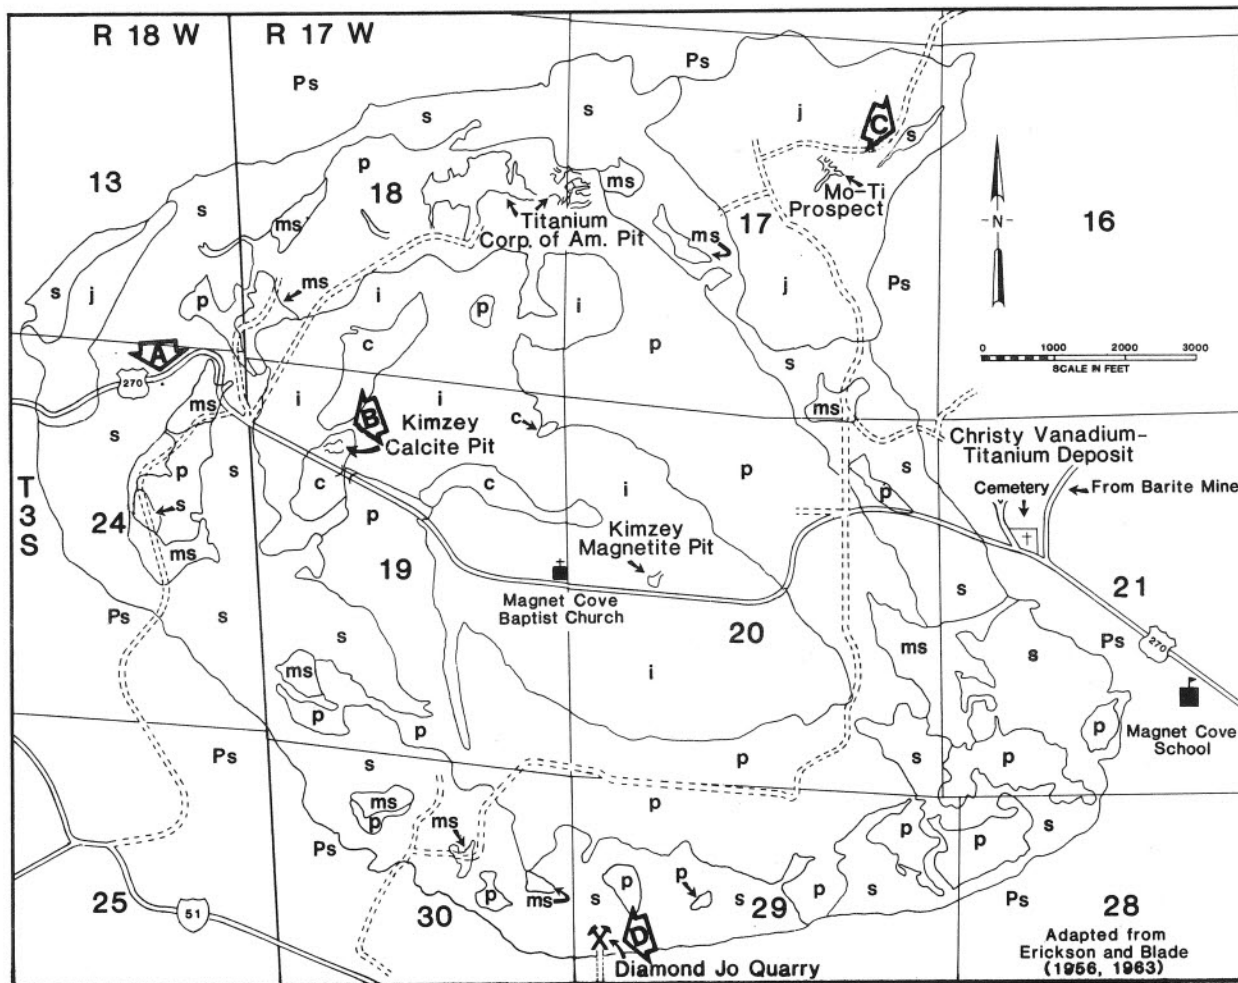 R 18 W
R 17 W
Ps
Ps
s
s
j
C
s
p
13
18
ms
Mo-Ti
Prospect
17
16
s
ms
Titanium
Corp. of Am. Pit
ms
N
s
j
p
ms
i
p
i
j
Ps
A
c
p
s
0 1000 2000 3000
SCALE IN FEET
270
ms
i
B
i
ms
s
Kimzey
Calcite Pit
c
Christy Vanadium-
Titanium Deposit
p
s
c
c
i
p
s
p
Cemetery
From Barite Mine
T
3
S
24
s
ms
p
19
Kimzey
Magnetite Pit
Magnet Cove
Baptist Church
20
s
21
Ps
s
s
ms
s
Ps
270
ms
i
p
p
Magnet Cove
School
Ps
s
p
p
s
p
ms
p
ms
p
p
p
s
Ps
25
51
30
p
ms
s
p
p
s
29
p
s
Ps
28
D
Diamond Jo Quarry
Adapted from
Erickson and Blade
(1956, 1963)